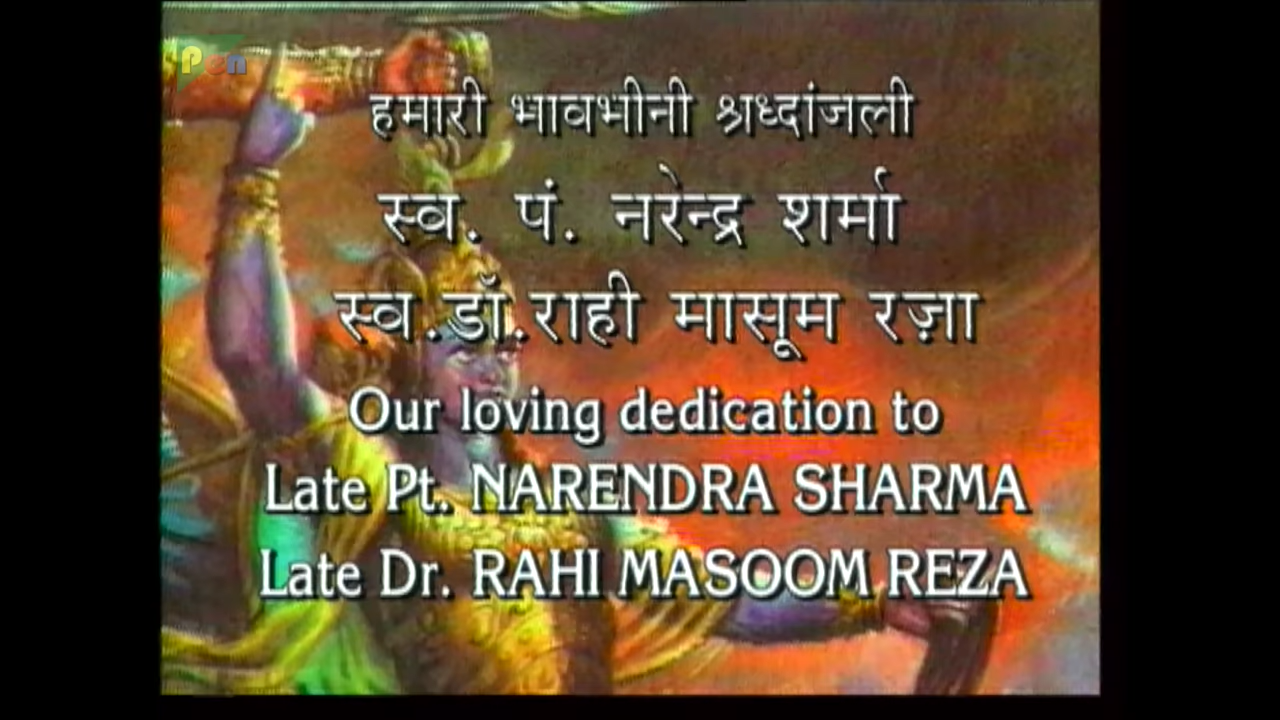 Pen
हमारी भावभीनी श्रध्दांजली
स्व. पं. नरेन्द्र शर्मा
स्व.डॉ.राही मासूम रज़ा
Our loving dedication to
Late Pt. NARENDRA SHARMA
Late Dr. RAHI MASOOM REZA